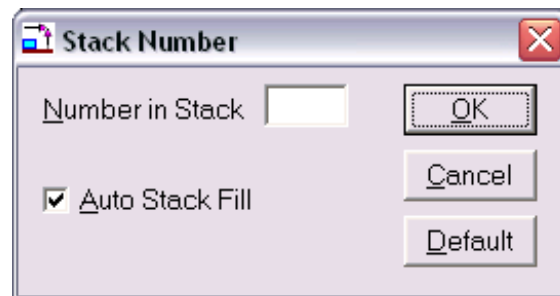 Stack Number
Number in Stack
OK
Cancel
Auto Stack Fill
Default